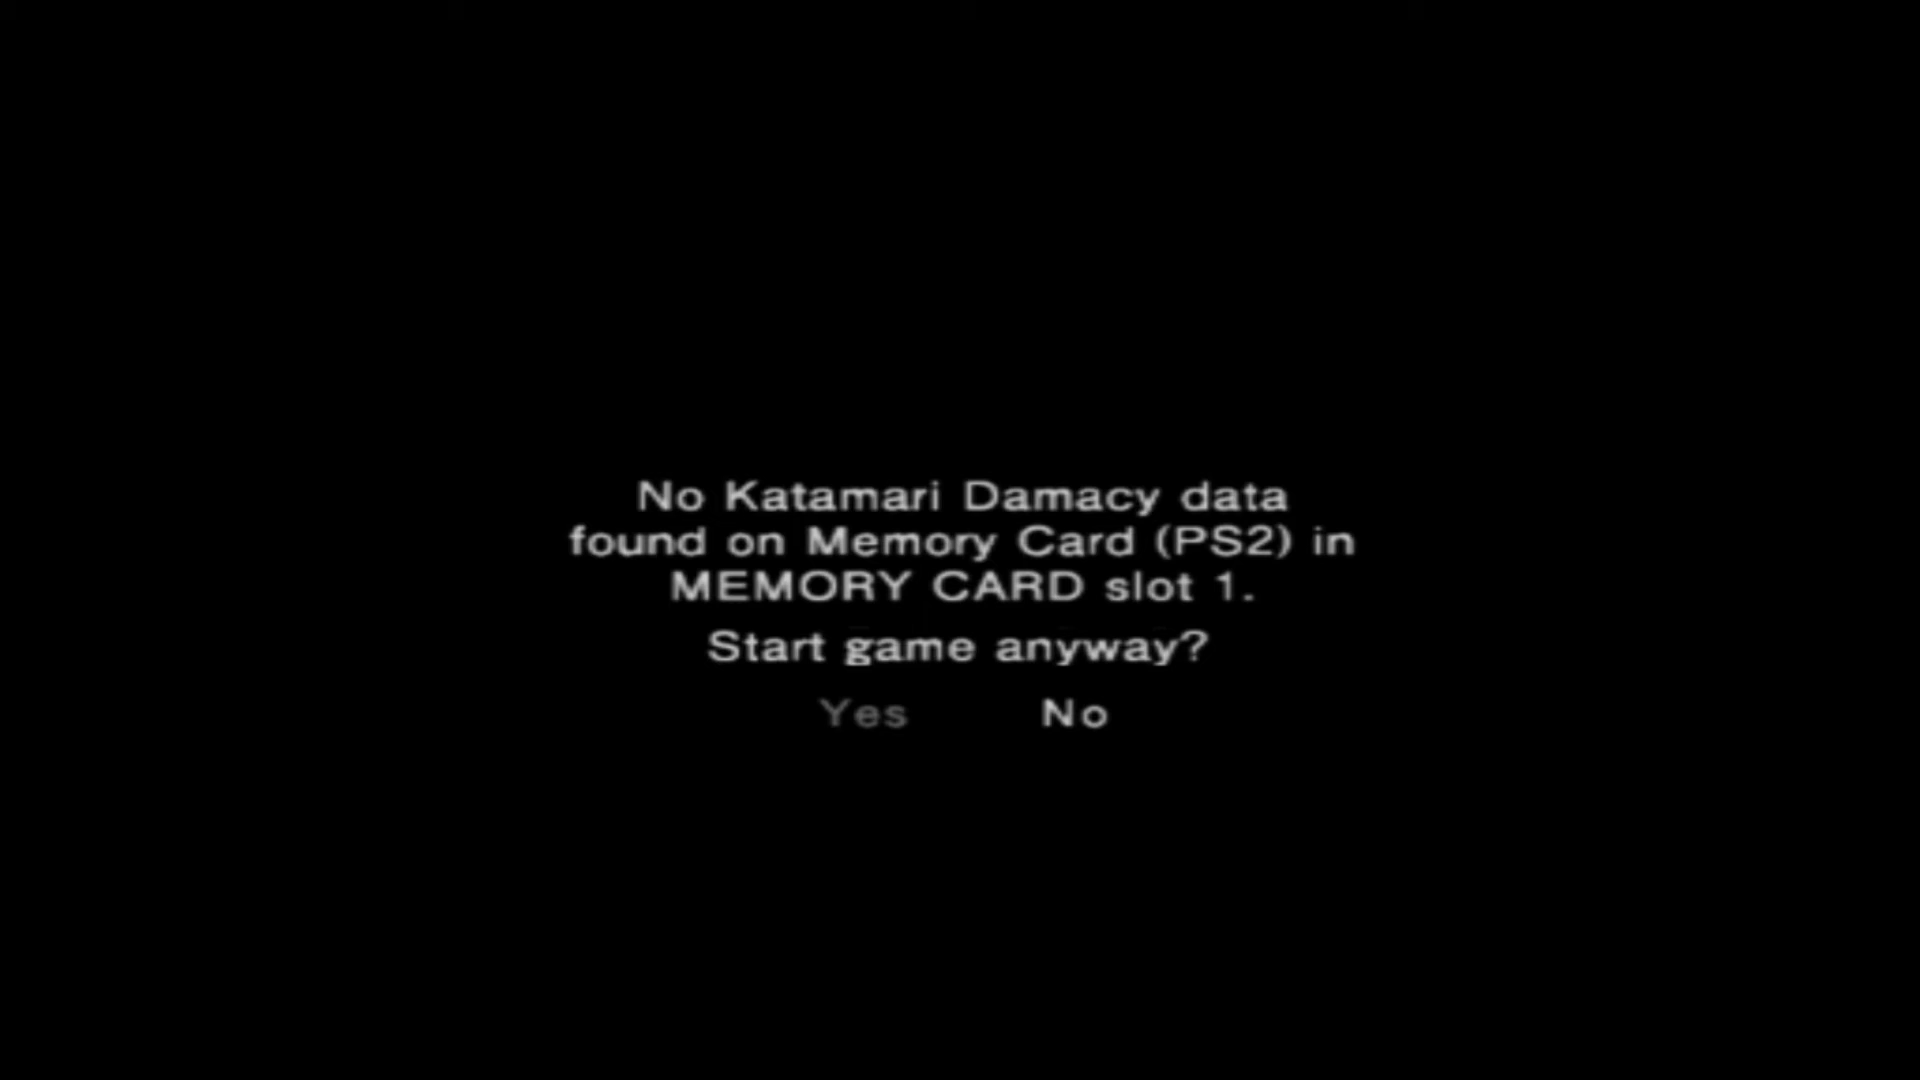 No Katamari Damacy data
found on Memory Card (PS2) in
MEMORY CARD slot 1.
Start game anyway?
Yes No